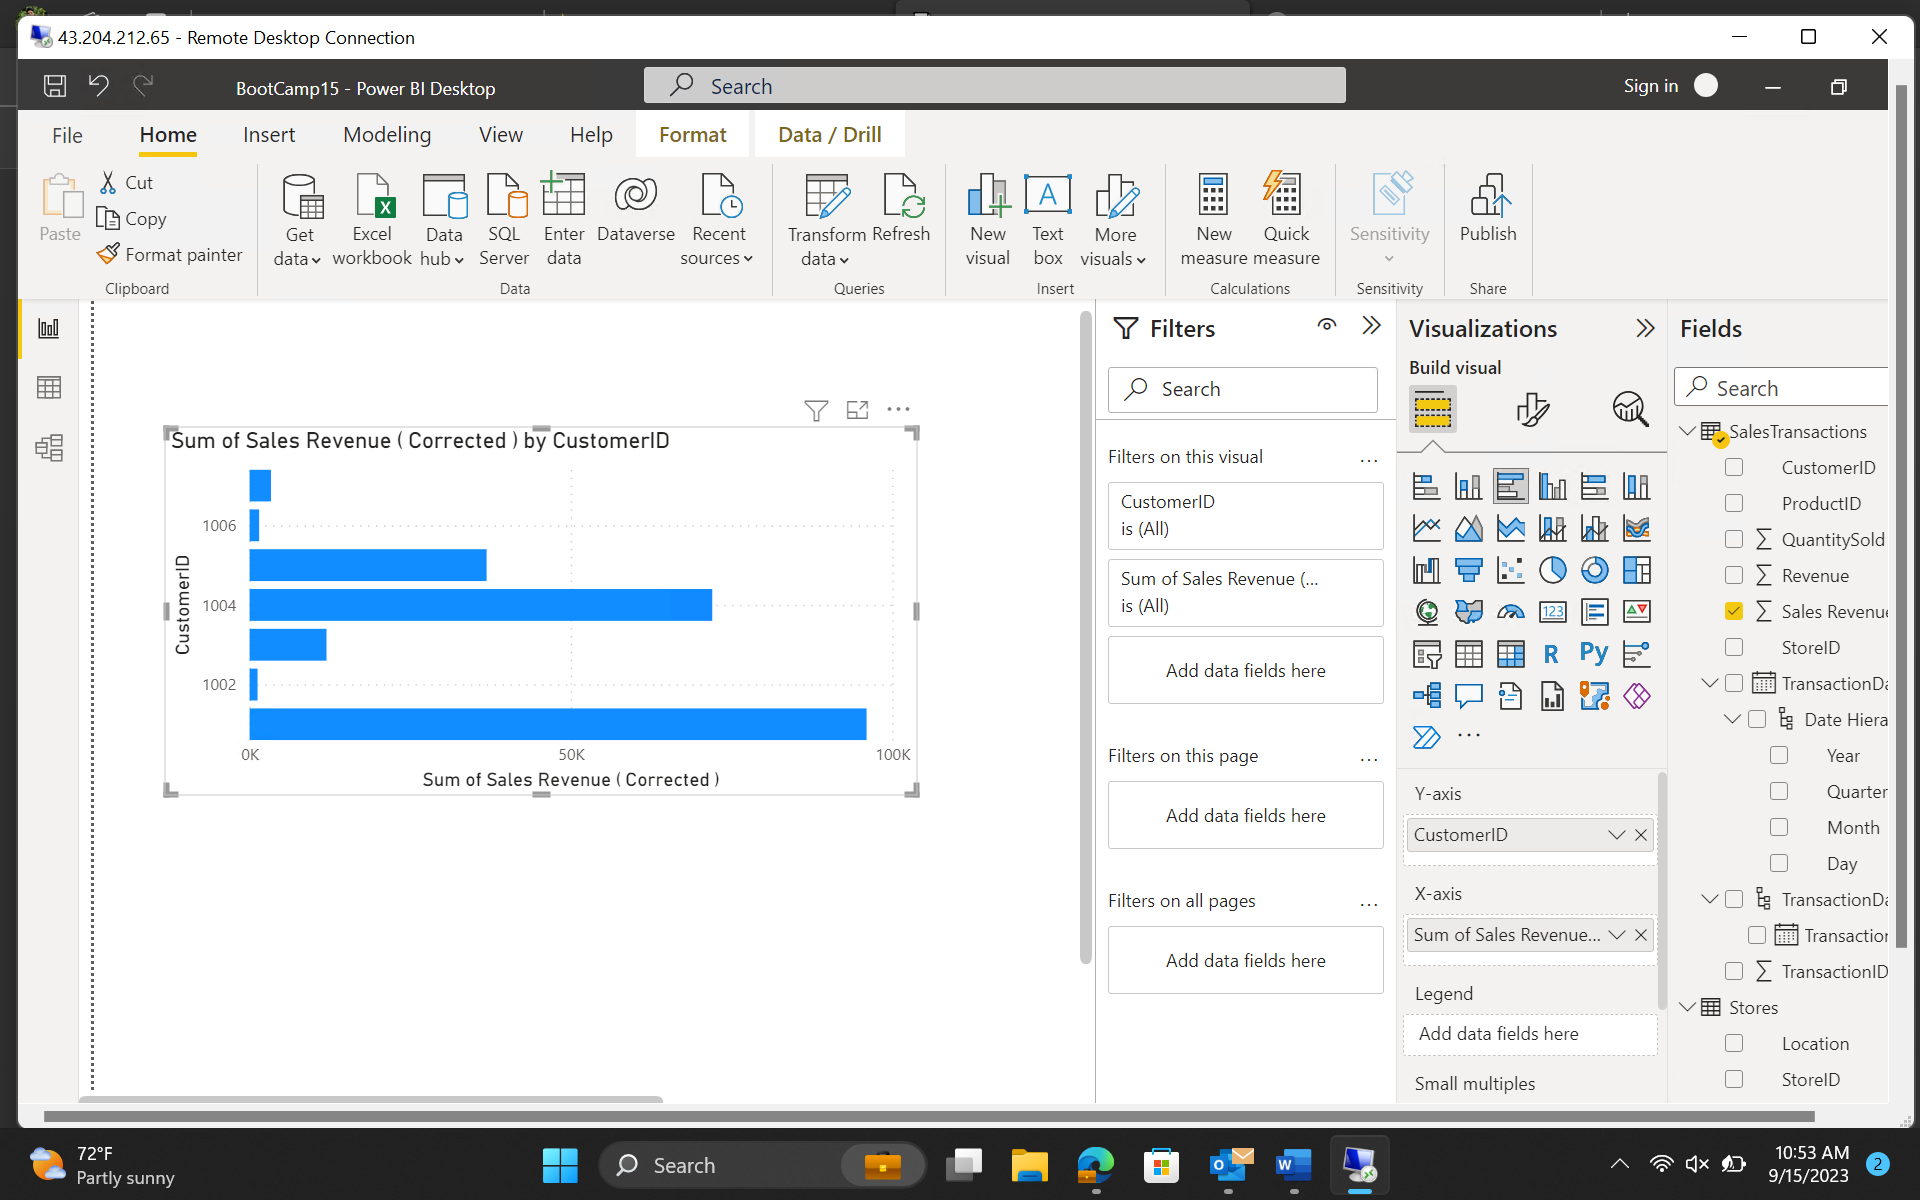 43.204.212.65 - Remote Desktop Connection
BootCamp15 - Power BI Desktop
Search
Sign in
File
Home
Insert
Modeling
View
Help
Format
Data / Drill
Paste
Cut
Copy
Format painter
Clipboard
Get data
Excel workbook
Data hub
SQL Server
Enter data
Dataverse
Recent sources
Data
Transform data
Refresh
Queries
New visual
Text box
More visuals
Insert
New measure
Quick measure
Calculations
Sensitivity
Sensitivity
Publish
Share
Sum of Sales Revenue ( Corrected ) by CustomerID
CustomerID
1006
1004
1002
0K
50K
100K
Sum of Sales Revenue ( Corrected )
Filters
Search
Filters on this visual
...
CustomerID
is (All)
Sum of Sales Revenue (...
is (All)
Add data fields here
Filters on this page
...
Add data fields here
Filters on all pages
...
Add data fields here
Visualizations
Build visual
123
R
Py
...
Y-axis
CustomerID
X-axis
Sum of Sales Revenue...
Legend
Add data fields here
Small multiples
Fields
Search
SalesTransactions
CustomerID
ProductID
QuantitySold
Revenue
Sales Revenue
StoreID
TransactionDa
Date Hiera
Year
Quarter
Month
Day
TransactionDa
Transaction
TransactionID
Stores
Location
StoreID
72°F
Partly sunny
Search
10:53 AM
9/15/2023
2